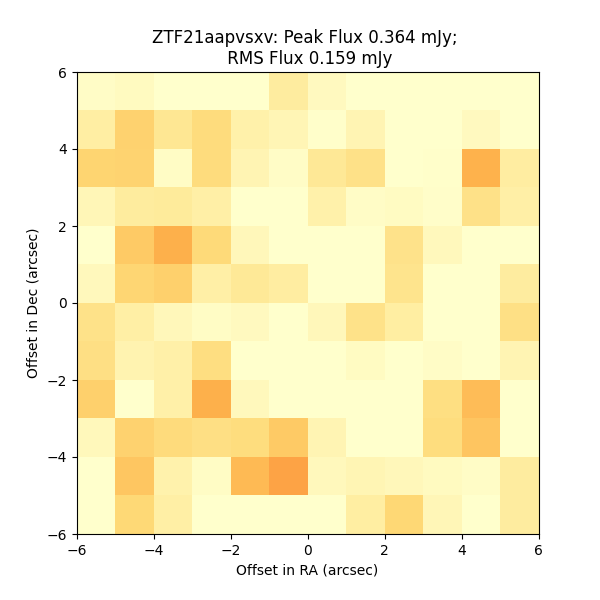 ZTF21aapvsxv: Peak Flux 0.364 mJy;
RMS Flux 0.159 mJy
6
4
2
0
−2
−4
−6
Offset in Dec (arcsec)
−6 −4 −2 0 2 4 6
Offset in RA (arcsec)